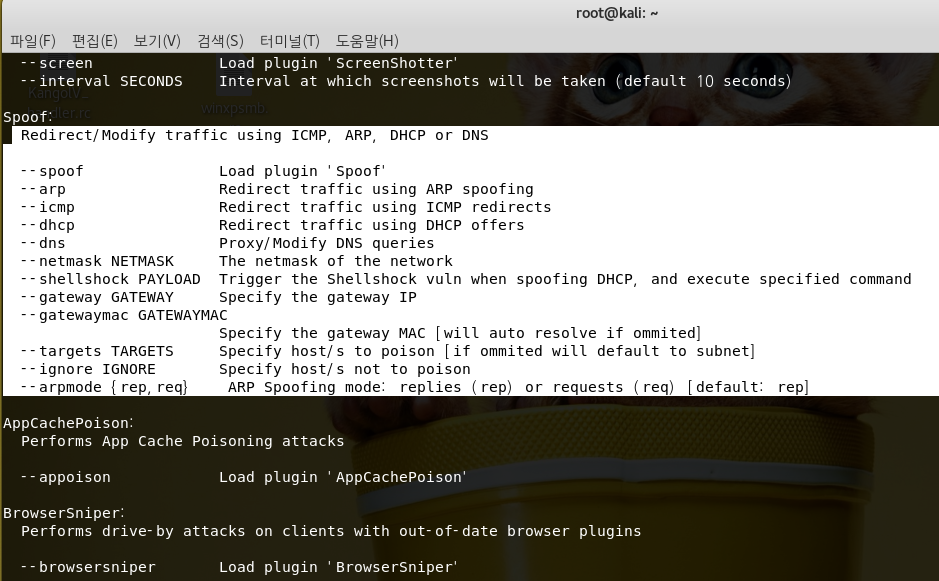 root@kali: ~
파일(F) 편집(E) 보기(V) 검색(S) 터미널(T) 도움말(H)
--screen Load plugin 'ScreenShotter'
--interval SECONDS Interval at which screenshots will be taken (default 10 seconds)
winxpsmb
handler.rc
Spoof:
Redirect/Modify traffic using ICMP, ARP, DHCP or DNS
--spoof Load plugin 'Spoof'
--arp Redirect traffic using ARP spoofing
--icmp Redirect traffic using ICMP redirects
--dhcp Redirect traffic using DHCP offers
--dns Proxy/Modify DNS queries
--netmask NETMASK The netmask of the network
--shellshock PAYLOAD Trigger the Shellshock vuln when spoofing DHCP, and execute specified command
--gateway GATEWAY Specify the gateway IP
--gatewaymac GATEWAYMAC
Specify the gateway MAC [will auto resolve if ommited]
--targets TARGETS Specify host/s to poison [if ommited will default to subnet]
--ignore IGNORE Specify host/s not to poison
--arpmode {rep,req} ARP Spoofing mode: replies (rep) or requests (req) [default: rep]
AppCachePoison:
Performs App Cache Poisoning attacks
--appoison Load plugin 'AppCachePoison'
BrowserSniper:
Performs drive-by attacks on clients with out-of-date browser plugins
--browsersniper Load plugin 'BrowserSniper'